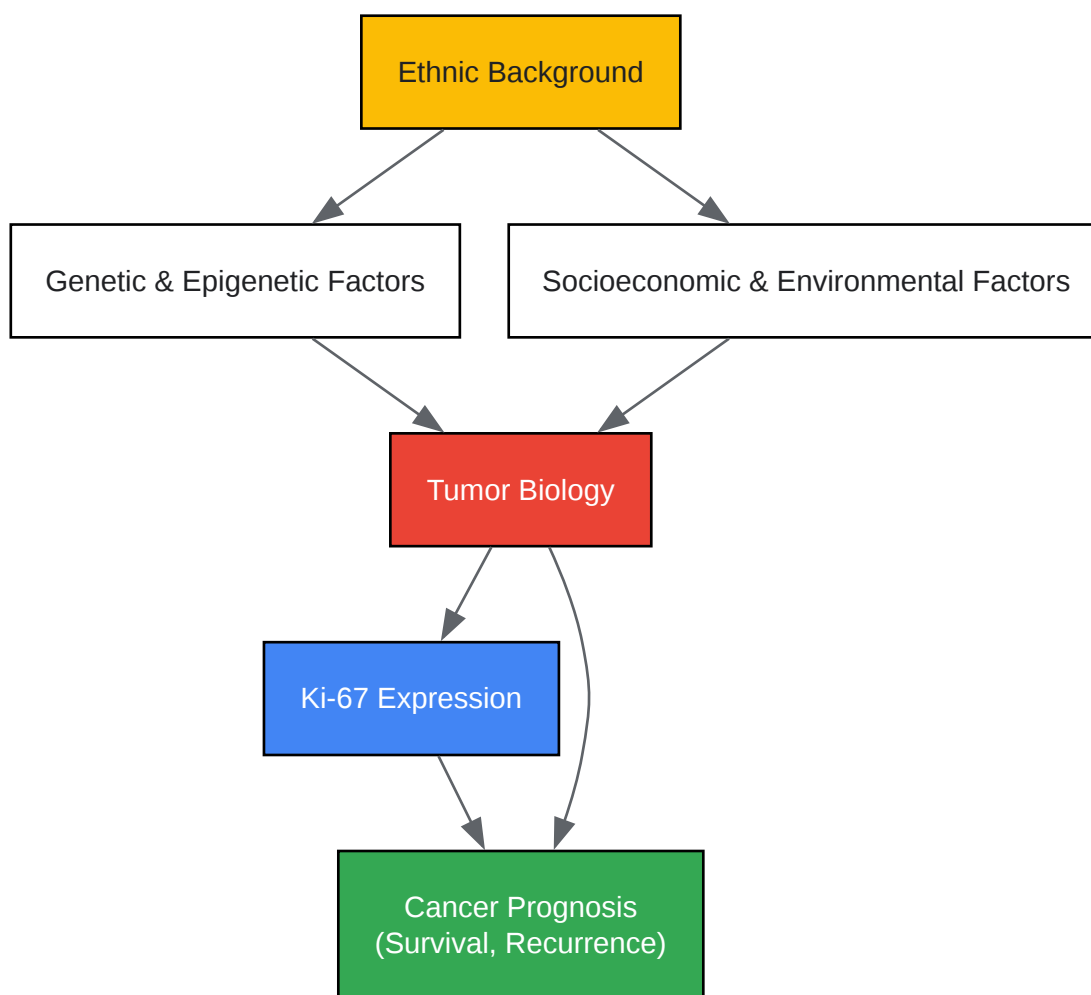 Ethnic Background
Genetic & Epigenetic Factors
Socioeconomic & Environmental Factors
Tumor Biology
Ki-67 Expression
Cancer Prognosis
(Survival, Recurrence)